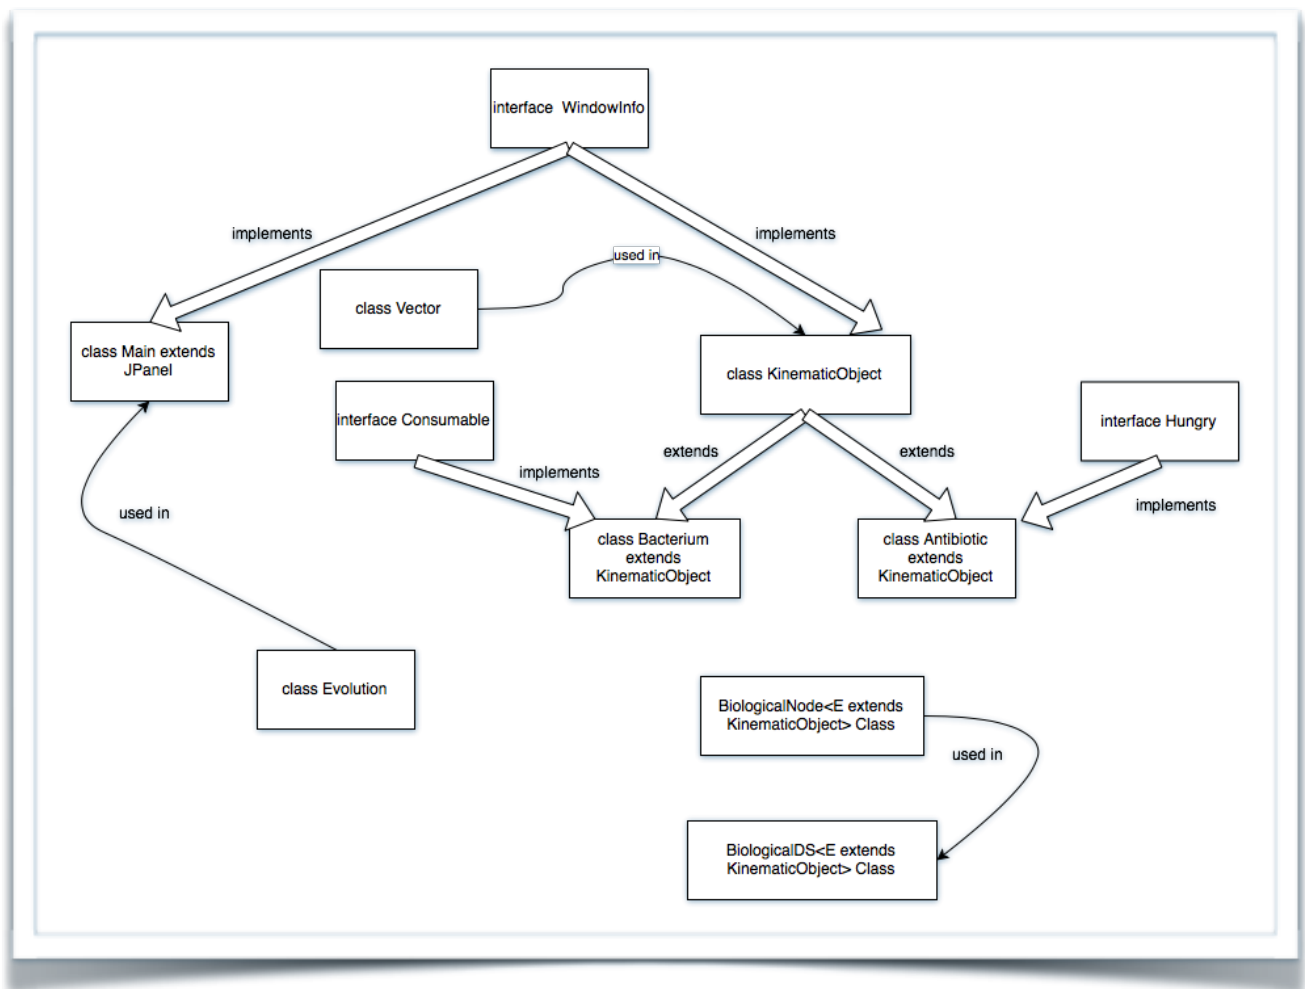 interface  WindowInfo
implements
implements
used in
class Vector
class Main extends
JPanel
class KinematicObject
interface Consumable
interface Hungry
extends
extends
implements
implements
used in
class Bacterium
extends
KinematicObject
class Antibiotic
extends
KinematicObject
class Evolution
BiologicalNode<E extends
KinematicObject> Class
used in
BiologicalDS<E extends
KinematicObject> Class